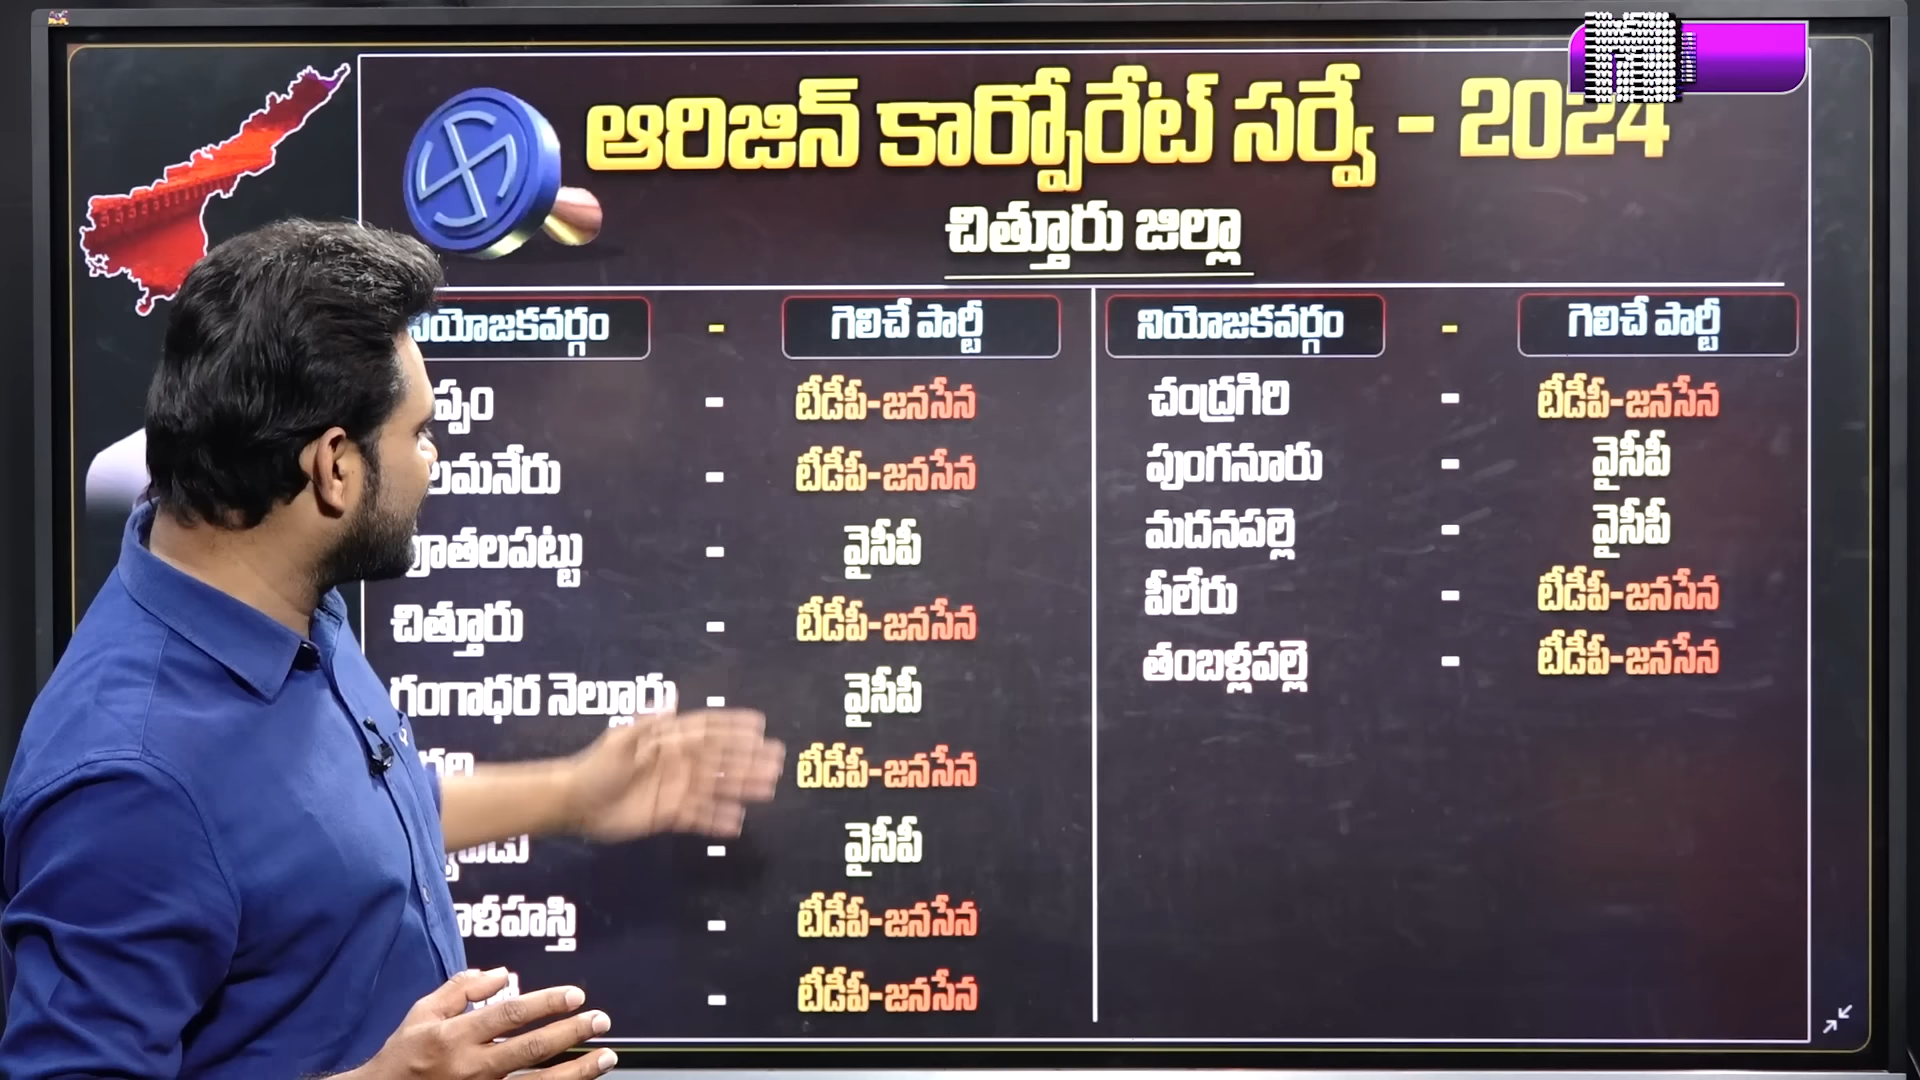 ఆరిజిన్ కార్పోరేట్ సర్వే - 2024
చిత్తూరు జిల్లా
నియోజకవర్గం - గెలిచే పార్టీ
- టీడీపీ-జనసేన
- టీడీపీ-జనసేన
- వైసీపీ
చిత్తూరు - టీడీపీ-జనసేన
గంగాధర నెల్లూరు - వైసీపీ
టీడీపీ-జనసేన
- వైసీపీ
- టీడీపీ-జనసేన
- టీడీపీ-జనసేన
నియోజకవర్గం - గెలిచే పార్టీ
చంద్రగిరి - టీడీపీ-జనసేన
పుంగనూరు - వైసీపీ
మదనపల్లె - వైసీపీ
పీలేరు - టీడీపీ-జనసేన
తంబళ్లపల్లె - టీడీపీ-జనసేన